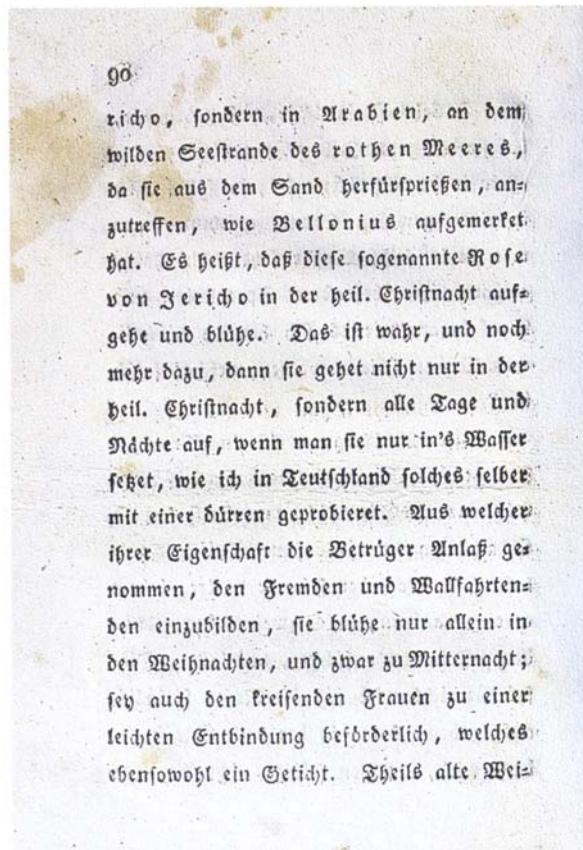 90
richo, sondern in Arabien, an dem
wilden Seestrande des rothen Meeres,
da sie aus dem Sand herfürsprießen, an-
zutreffen, wie Bellonius aufgemerket
hat. Es heißt, daß diese sogenannte Rose
von Jericho in der heil. Christnacht auf-
gehe und blühe. Das ist wahr, und noch
mehr dazu, dann sie gehet nicht nur in der
heil. Christnacht, sondern alle Tage und
Nächte auf, wenn man sie nur in's Wasser
setzet, wie ich in Teutschland solches selber
mit einer dürren geprobieret. Aus welcher
ihrer Eigenschaft die Betrüger Anlaß ge-
nommen, den Fremden und Wallfahrten-
den einzubilden, sie blühe nur allein in
den Weihnachten, und zwar zu Mitternacht;
sey auch den kreisenden Frauen zu einer
leichten Entbindung beförderlich, welches
ebensowohl ein Geticht. Theils alte Wei-